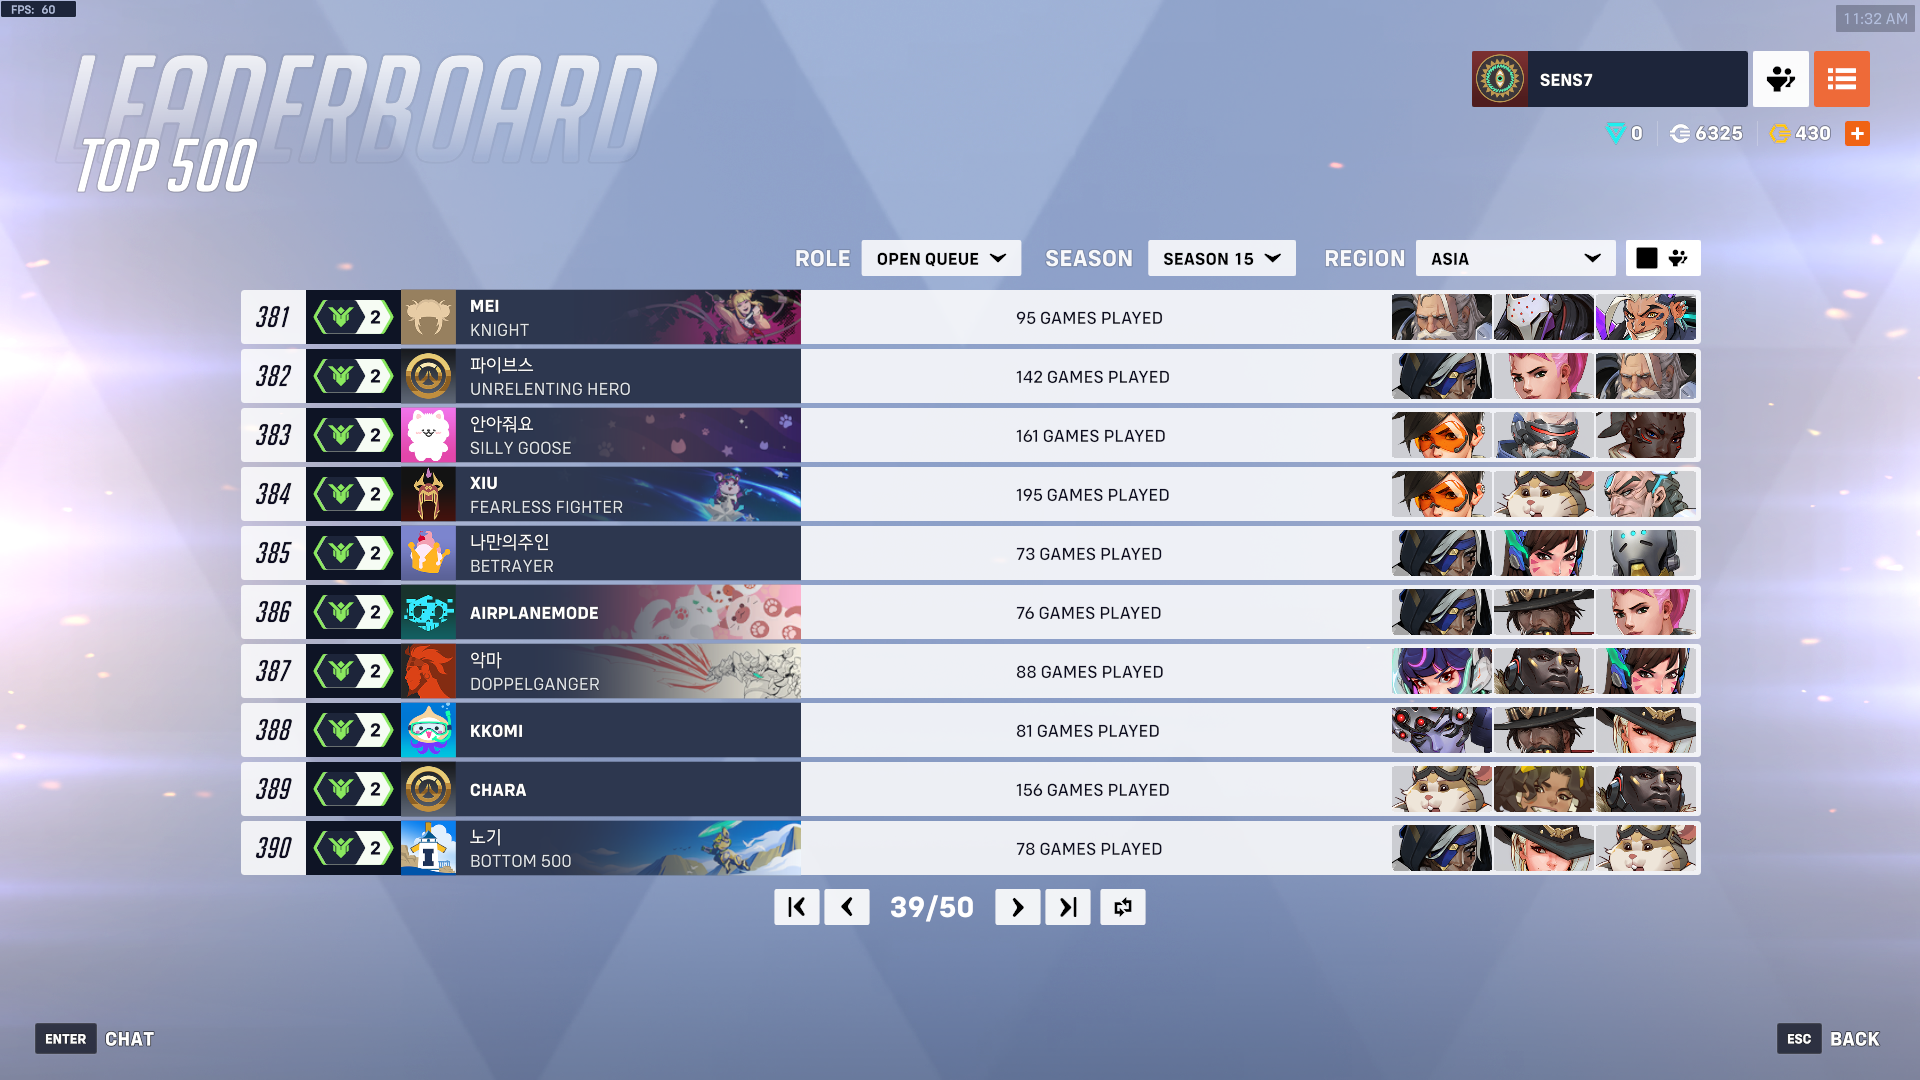 FPS: 60
11:32 AM
LEADERBOARD
TOP 500
SENS7
0
6325
430
ROLE OPEN QUEUE SEASON SEASON 15 REGION ASIA
381 2 MEI
KNIGHT
95 GAMES PLAYED
382 2 파이브스
UNRELENTING HERO
142 GAMES PLAYED
383 2 안아줘요
SILLY GOOSE
161 GAMES PLAYED
384 2 XIU
FEARLESS FIGHTER
195 GAMES PLAYED
385 2 나만의주인
BETRAYER
73 GAMES PLAYED
386 2 AIRPLANEMODE
76 GAMES PLAYED
387 2 악마
DOPPELGANGER
88 GAMES PLAYED
388 2 KKOMI
81 GAMES PLAYED
389 2 CHARA
156 GAMES PLAYED
390 2 노기
BOTTOM 500
78 GAMES PLAYED
39/50
ENTER CHAT
ESC BACK